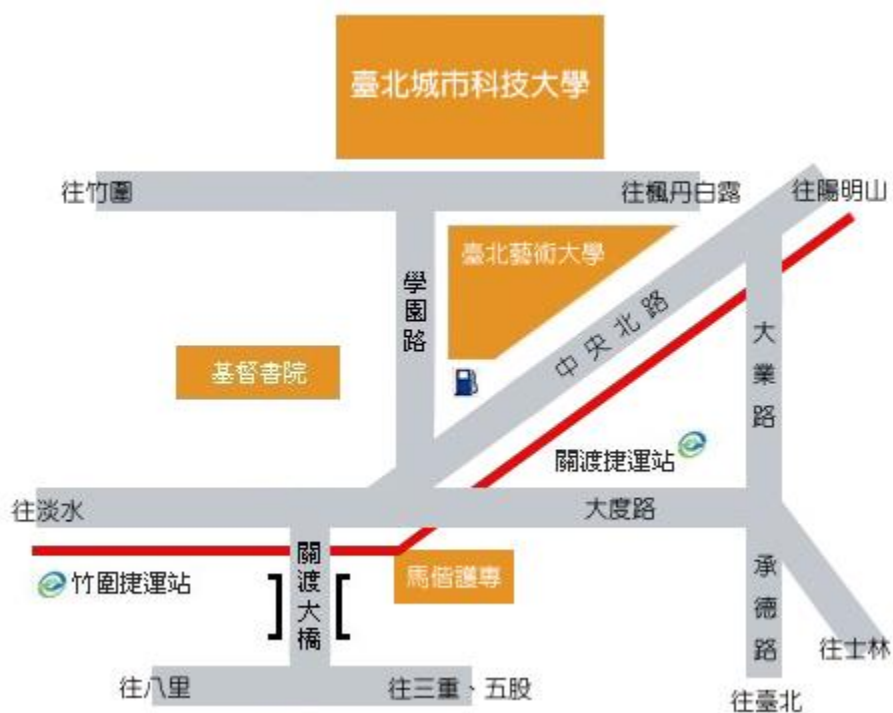 臺北城市科技大學
往竹圍
往楓丹白露
往陽明山
臺北藝術大學
學園路
中央北路
大業路
基督書院
關渡捷運站
往淡水
大度路
竹圍捷運站
關渡大橋
馬偕護專
承德路
往士林
往八里
往三重、五股
往臺北